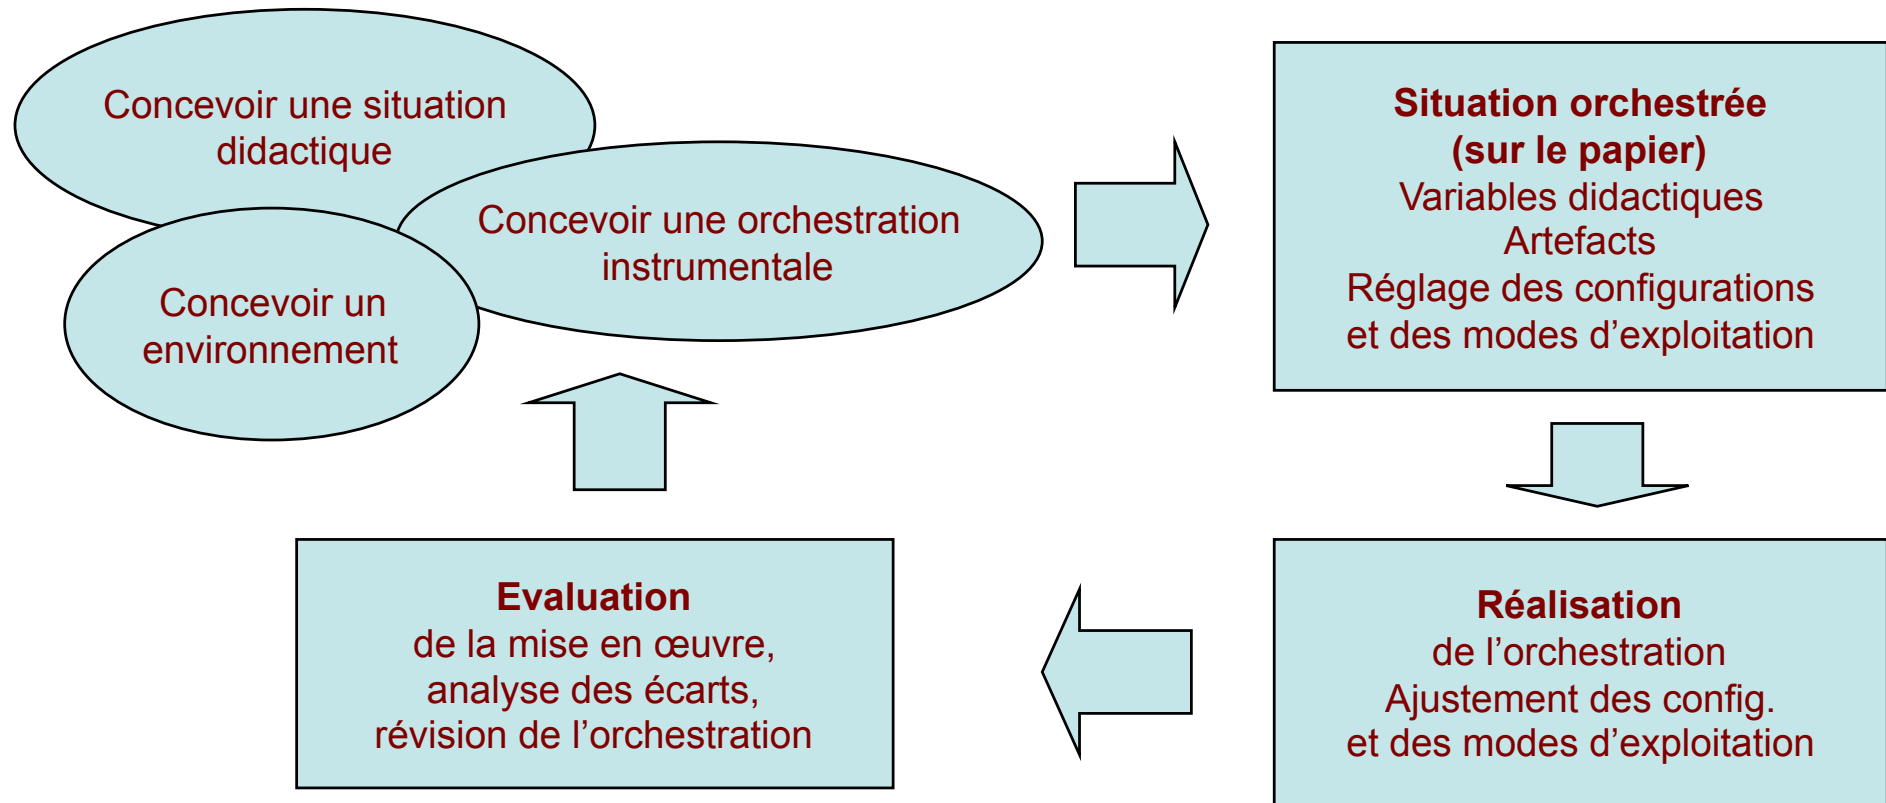 Concevoir une situation
didactique
Concevoir une orchestration
instrumentale
Concevoir un
environnement
Situation orchestrée
(sur le papier)
Variables didactiques
Artefacts
Réglage des configurations
et des modes d’exploitation
Evaluation
de la mise en œuvre,
analyse des écarts,
révision de l’orchestration
Réalisation
de l’orchestration
Ajustement des config.
et des modes d’exploitation